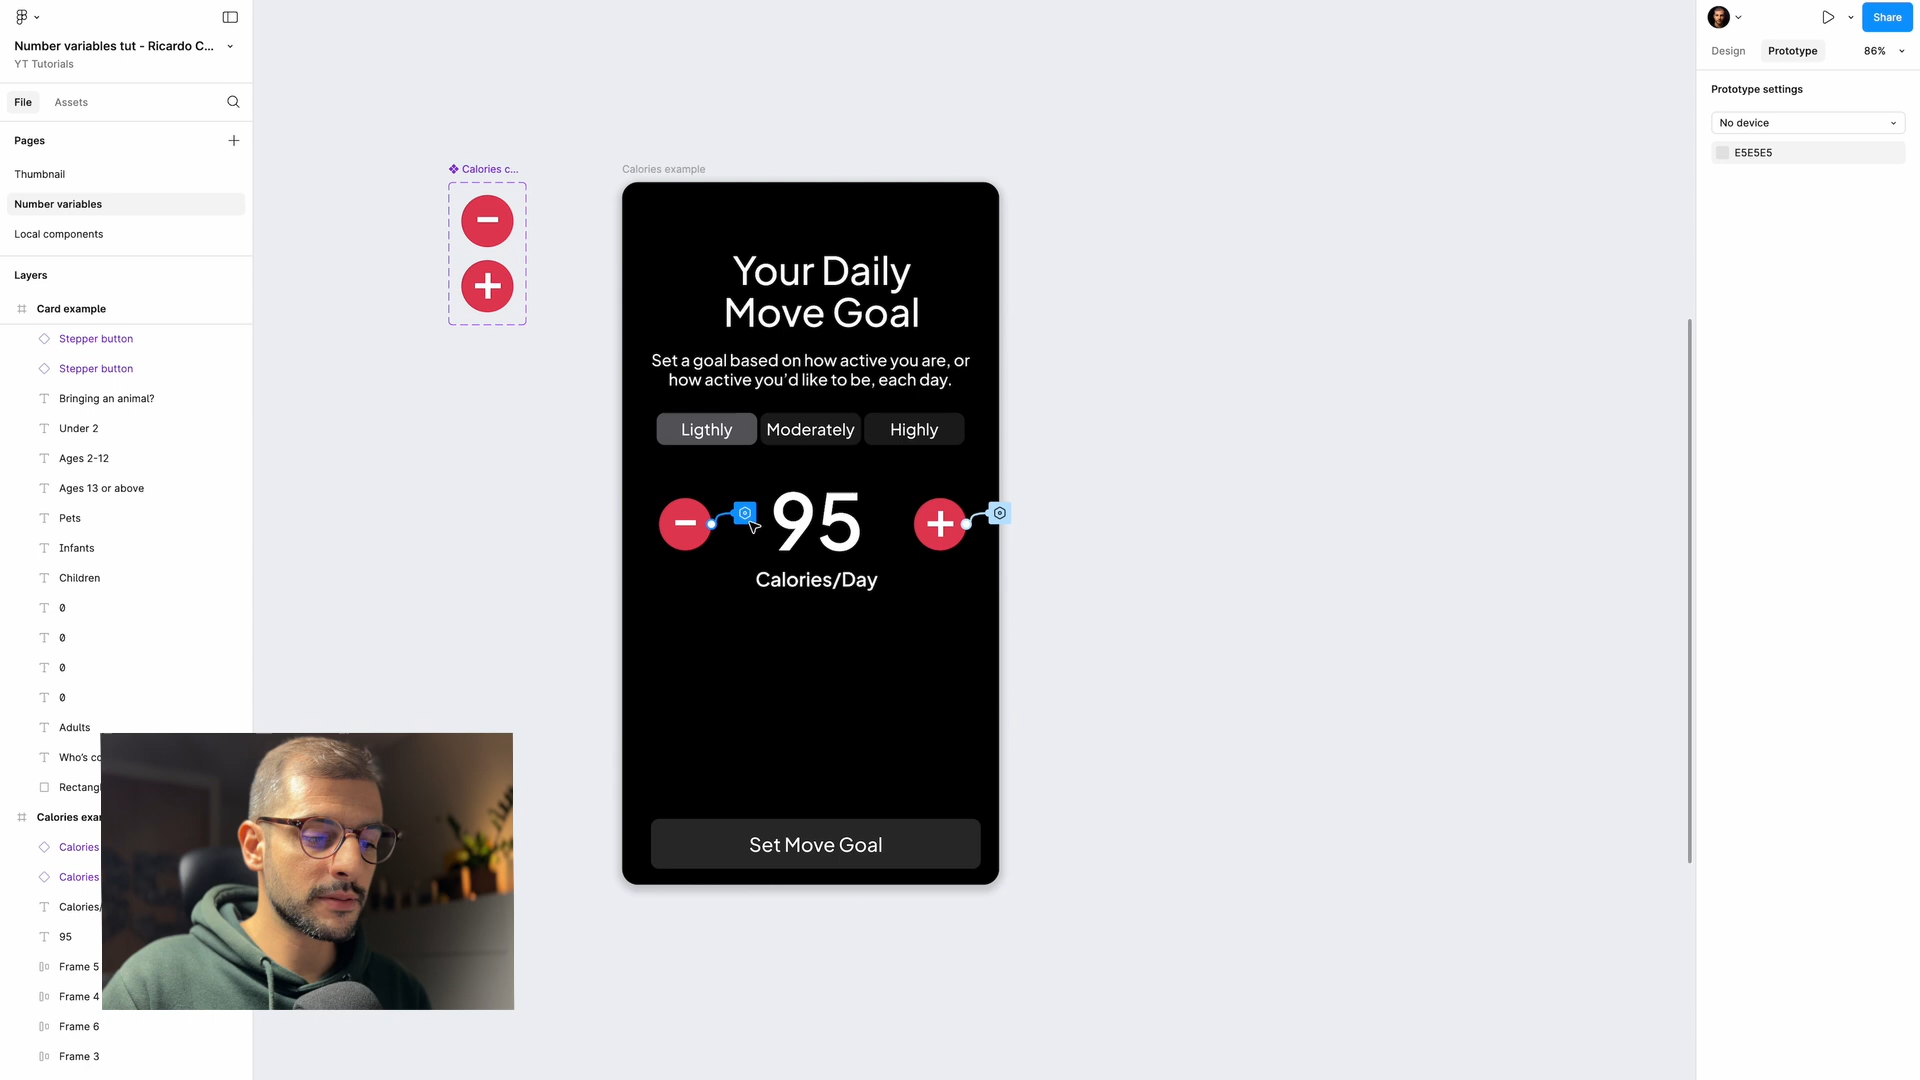 Number variables tut - Ricardo C...
YT Tutorials
File
Assets
Pages
Thumbnail
Number variables
Local components
Layers
Card example
Stepper button
Stepper button
Bringing an animal?
Under 2
Ages 2-12
Ages 13 or above
Pets
Infants
Children
0
0
0
0
Adults
Who's co
Rectangl
Calories exar
Calories
Calories
Calories/
95
Frame 5
Frame 4
Frame 6
Frame 3
Calories c...
Calories example
Your Daily
Move Goal
Set a goal based on how active you are, or
how active you'd like to be, each day.
Ligthly
Moderately
Highly
95
Calories/Day
Set Move Goal
Share
Design
Prototype
86%
Prototype settings
No device
E5E5E5